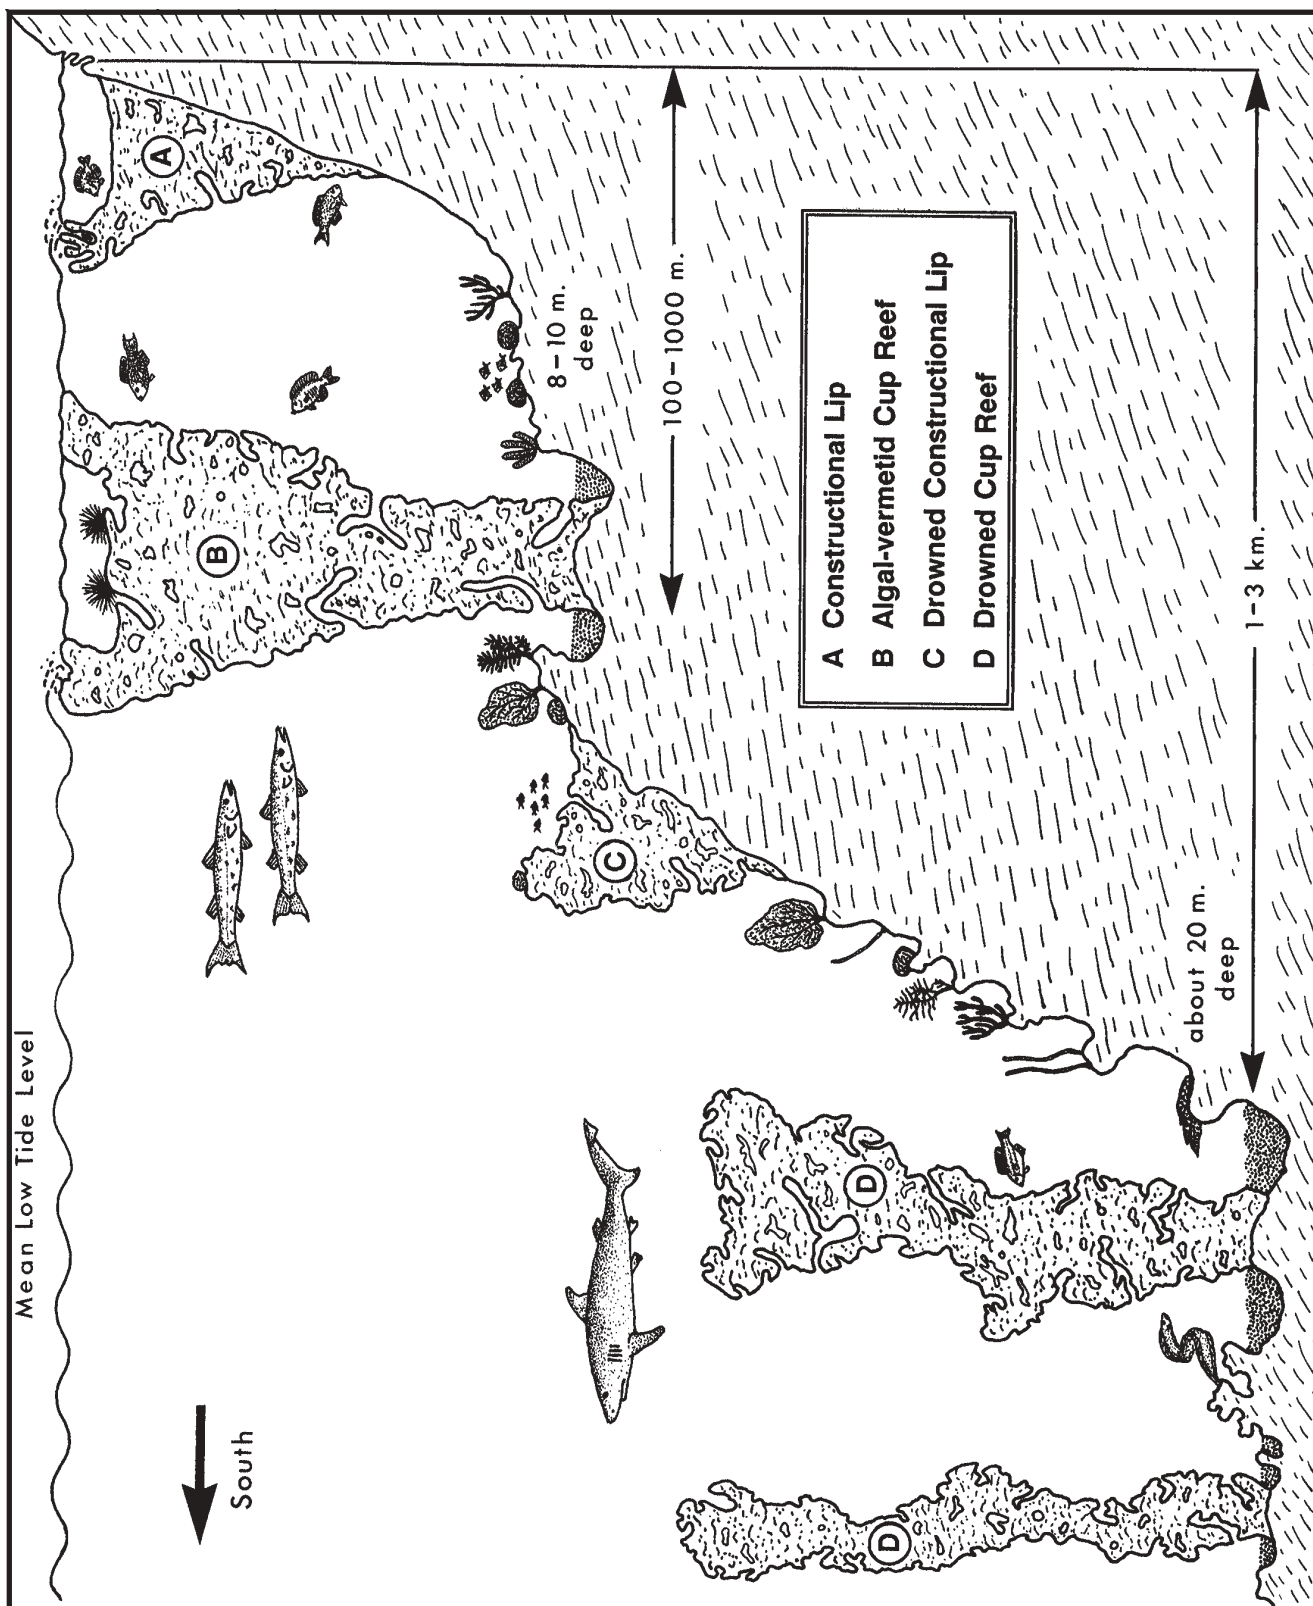 Mean Low Tide Level
South
A
B
C
D
D
8–10 m.
deep
100–1000 m.
about 20 m.
deep
1–3 km.
A Constructional Lip
B Algal-vermetid Cup Reef
C Drowned Constructional Lip
D Drowned Cup Reef